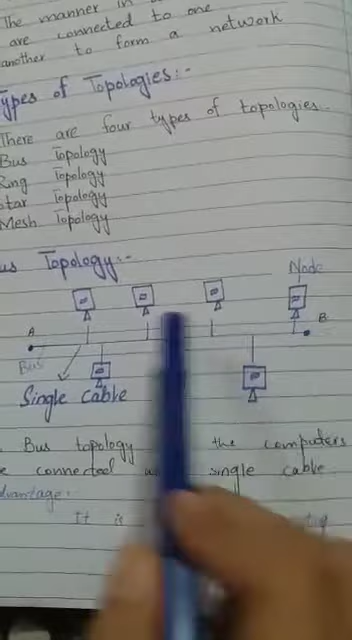 The manner in
are connected to one
another to form a network
Types of Topologies:-
There are four types of topologies.
Bus Topology
Ring Topology
Star Topology
Mesh Topology
us Topology:-
Node
A
B
Bus
Single cable
Bus topology the computers
connected single cable
dvantage.
It is